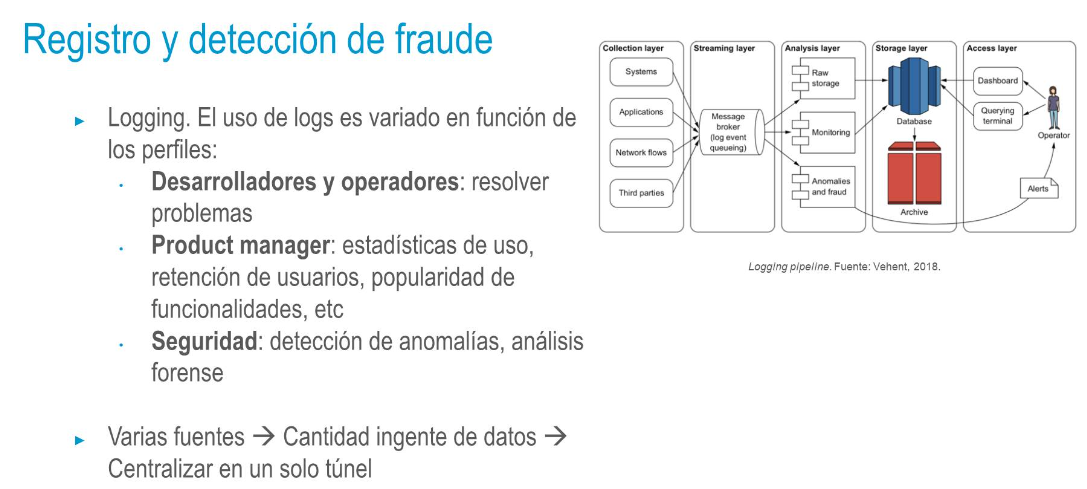 Registro y detección de fraude
► Logging. El uso de logs es variado en función de
los perfiles:
· Desarrolladores y operadores: resolver
problemas
· Product manager: estadísticas de uso,
retención de usuarios, popularidad de
funcionalidades, etc
· Seguridad: detección de anomalías, análisis
forense
► Varias fuentes → Cantidad ingente de datos →
Centralizar en un solo túnel
Collection layer
Systems
Applications
Network flows
Third parties
Streaming layer
Message
broker
(log event
queueing)
Analysis layer
Raw
storage
Monitoring
Anomalies
and fraud
Storage layer
Database
Archive
Access layer
Dashboard
Querying
terminal
Operator
Alerts
Logging pipeline. Fuente: Vehent, 2018.